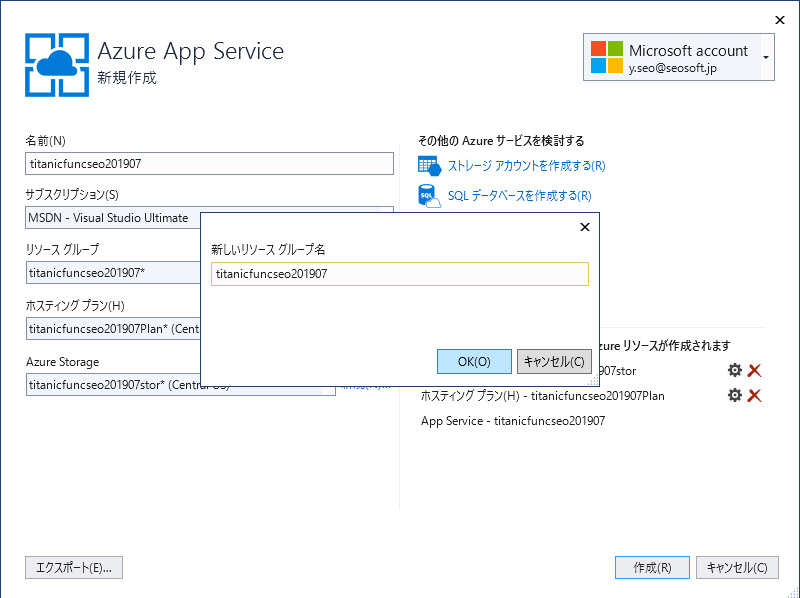 Azure App Service
新規作成
Microsoft account
y.seo@seosoft.jp
名前(N)
titanicfuncseo201907
サブスクリプション(S)
MSDN - Visual Studio Ultimate
リソース グループ
titanicfuncseo201907*
ホスティング プラン(H)
titanicfuncseo201907Plan* (Cent
Azure Storage
titanicfuncseo201907stor* (Central US)
その他の Azure サービスを検討する
ストレージ アカウントを作成する(R)
SQL
SQL データベースを作成する(R)
新しいリソース グループ名
titanicfuncseo201907
OK(O)
キャンセル(C)
zure リソースが作成されます
907stor
ホスティング プラン(H) - titanicfuncseo201907Plan
App Service - titanicfuncseo201907
エクスポート(E)...
作成(R)
キャンセル(C)